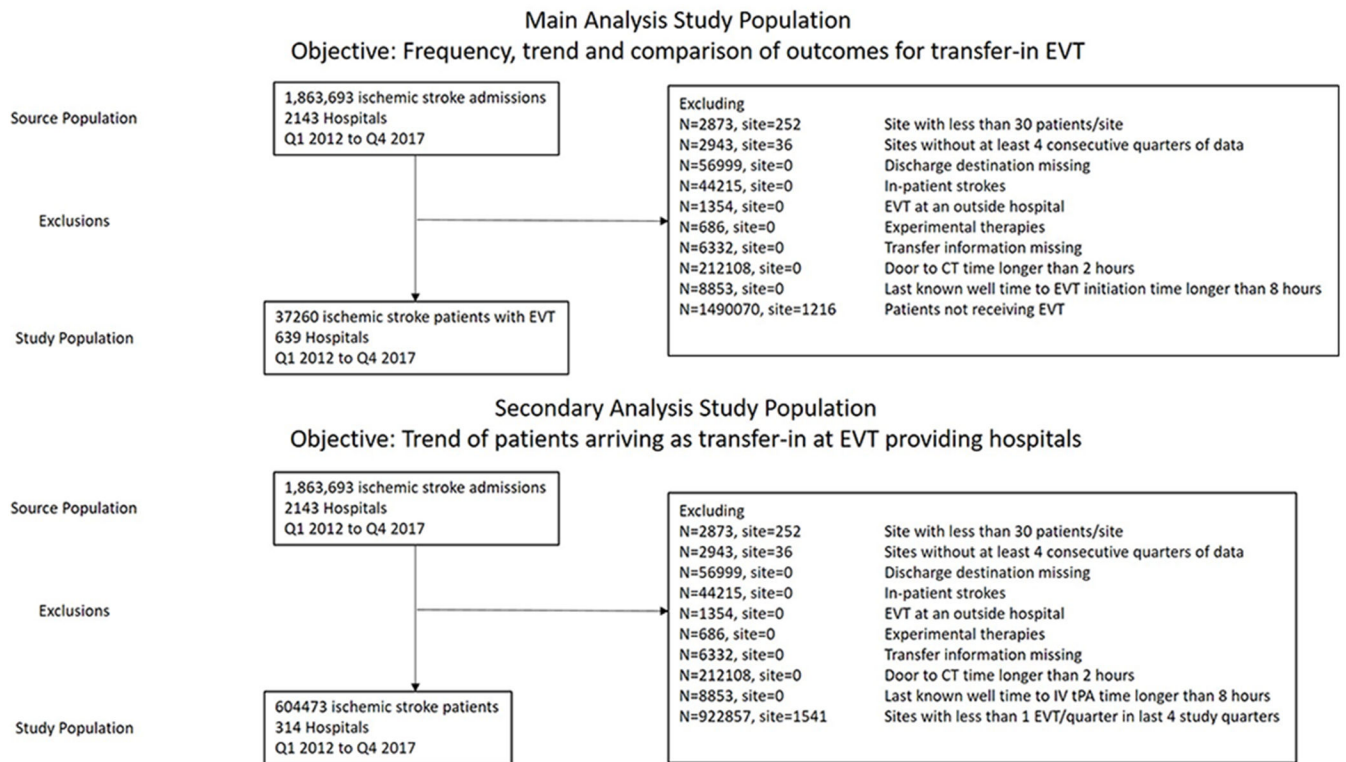 Main Analysis Study Population
Objective: Frequency, trend and comparison of outcomes for transfer-in EVT
Source Population
1,863,693 ischemic stroke admissions
2143 Hospitals
Q1 2012 to Q4 2017
Exclusions
Excluding
N=2873, site=252 Site with less than 30 patients/site
N=2943, site=36 Sites without at least 4 consecutive quarters of data
N=56999, site=0 Discharge destination missing
N=44215, site=0 In-patient strokes
N=1354, site=0 EVT at an outside hospital
N=686, site=0 Experimental therapies
N=6332, site=0 Transfer information missing
N=212108, site=0 Door to CT time longer than 2 hours
N=8853, site=0 Last known well time to EVT initiation time longer than 8 hours
N=1490070, site=1216 Patients not receiving EVT
Study Population
37260 ischemic stroke patients with EVT
639 Hospitals
Q1 2012 to Q4 2017
Secondary Analysis Study Population
Objective: Trend of patients arriving as transfer-in at EVT providing hospitals
Source Population
1,863,693 ischemic stroke admissions
2143 Hospitals
Q1 2012 to Q4 2017
Exclusions
Excluding
N=2873, site=252 Site with less than 30 patients/site
N=2943, site=36 Sites without at least 4 consecutive quarters of data
N=56999, site=0 Discharge destination missing
N=44215, site=0 In-patient strokes
N=1354, site=0 EVT at an outside hospital
N=686, site=0 Experimental therapies
N=6332, site=0 Transfer information missing
N=212108, site=0 Door to CT time longer than 2 hours
N=8853, site=0 Last known well time to IV tPA time longer than 8 hours
N=922857, site=1541 Sites with less than 1 EVT/quarter in last 4 study quarters
Study Population
604473 ischemic stroke patients
314 Hospitals
Q1 2012 to Q4 2017